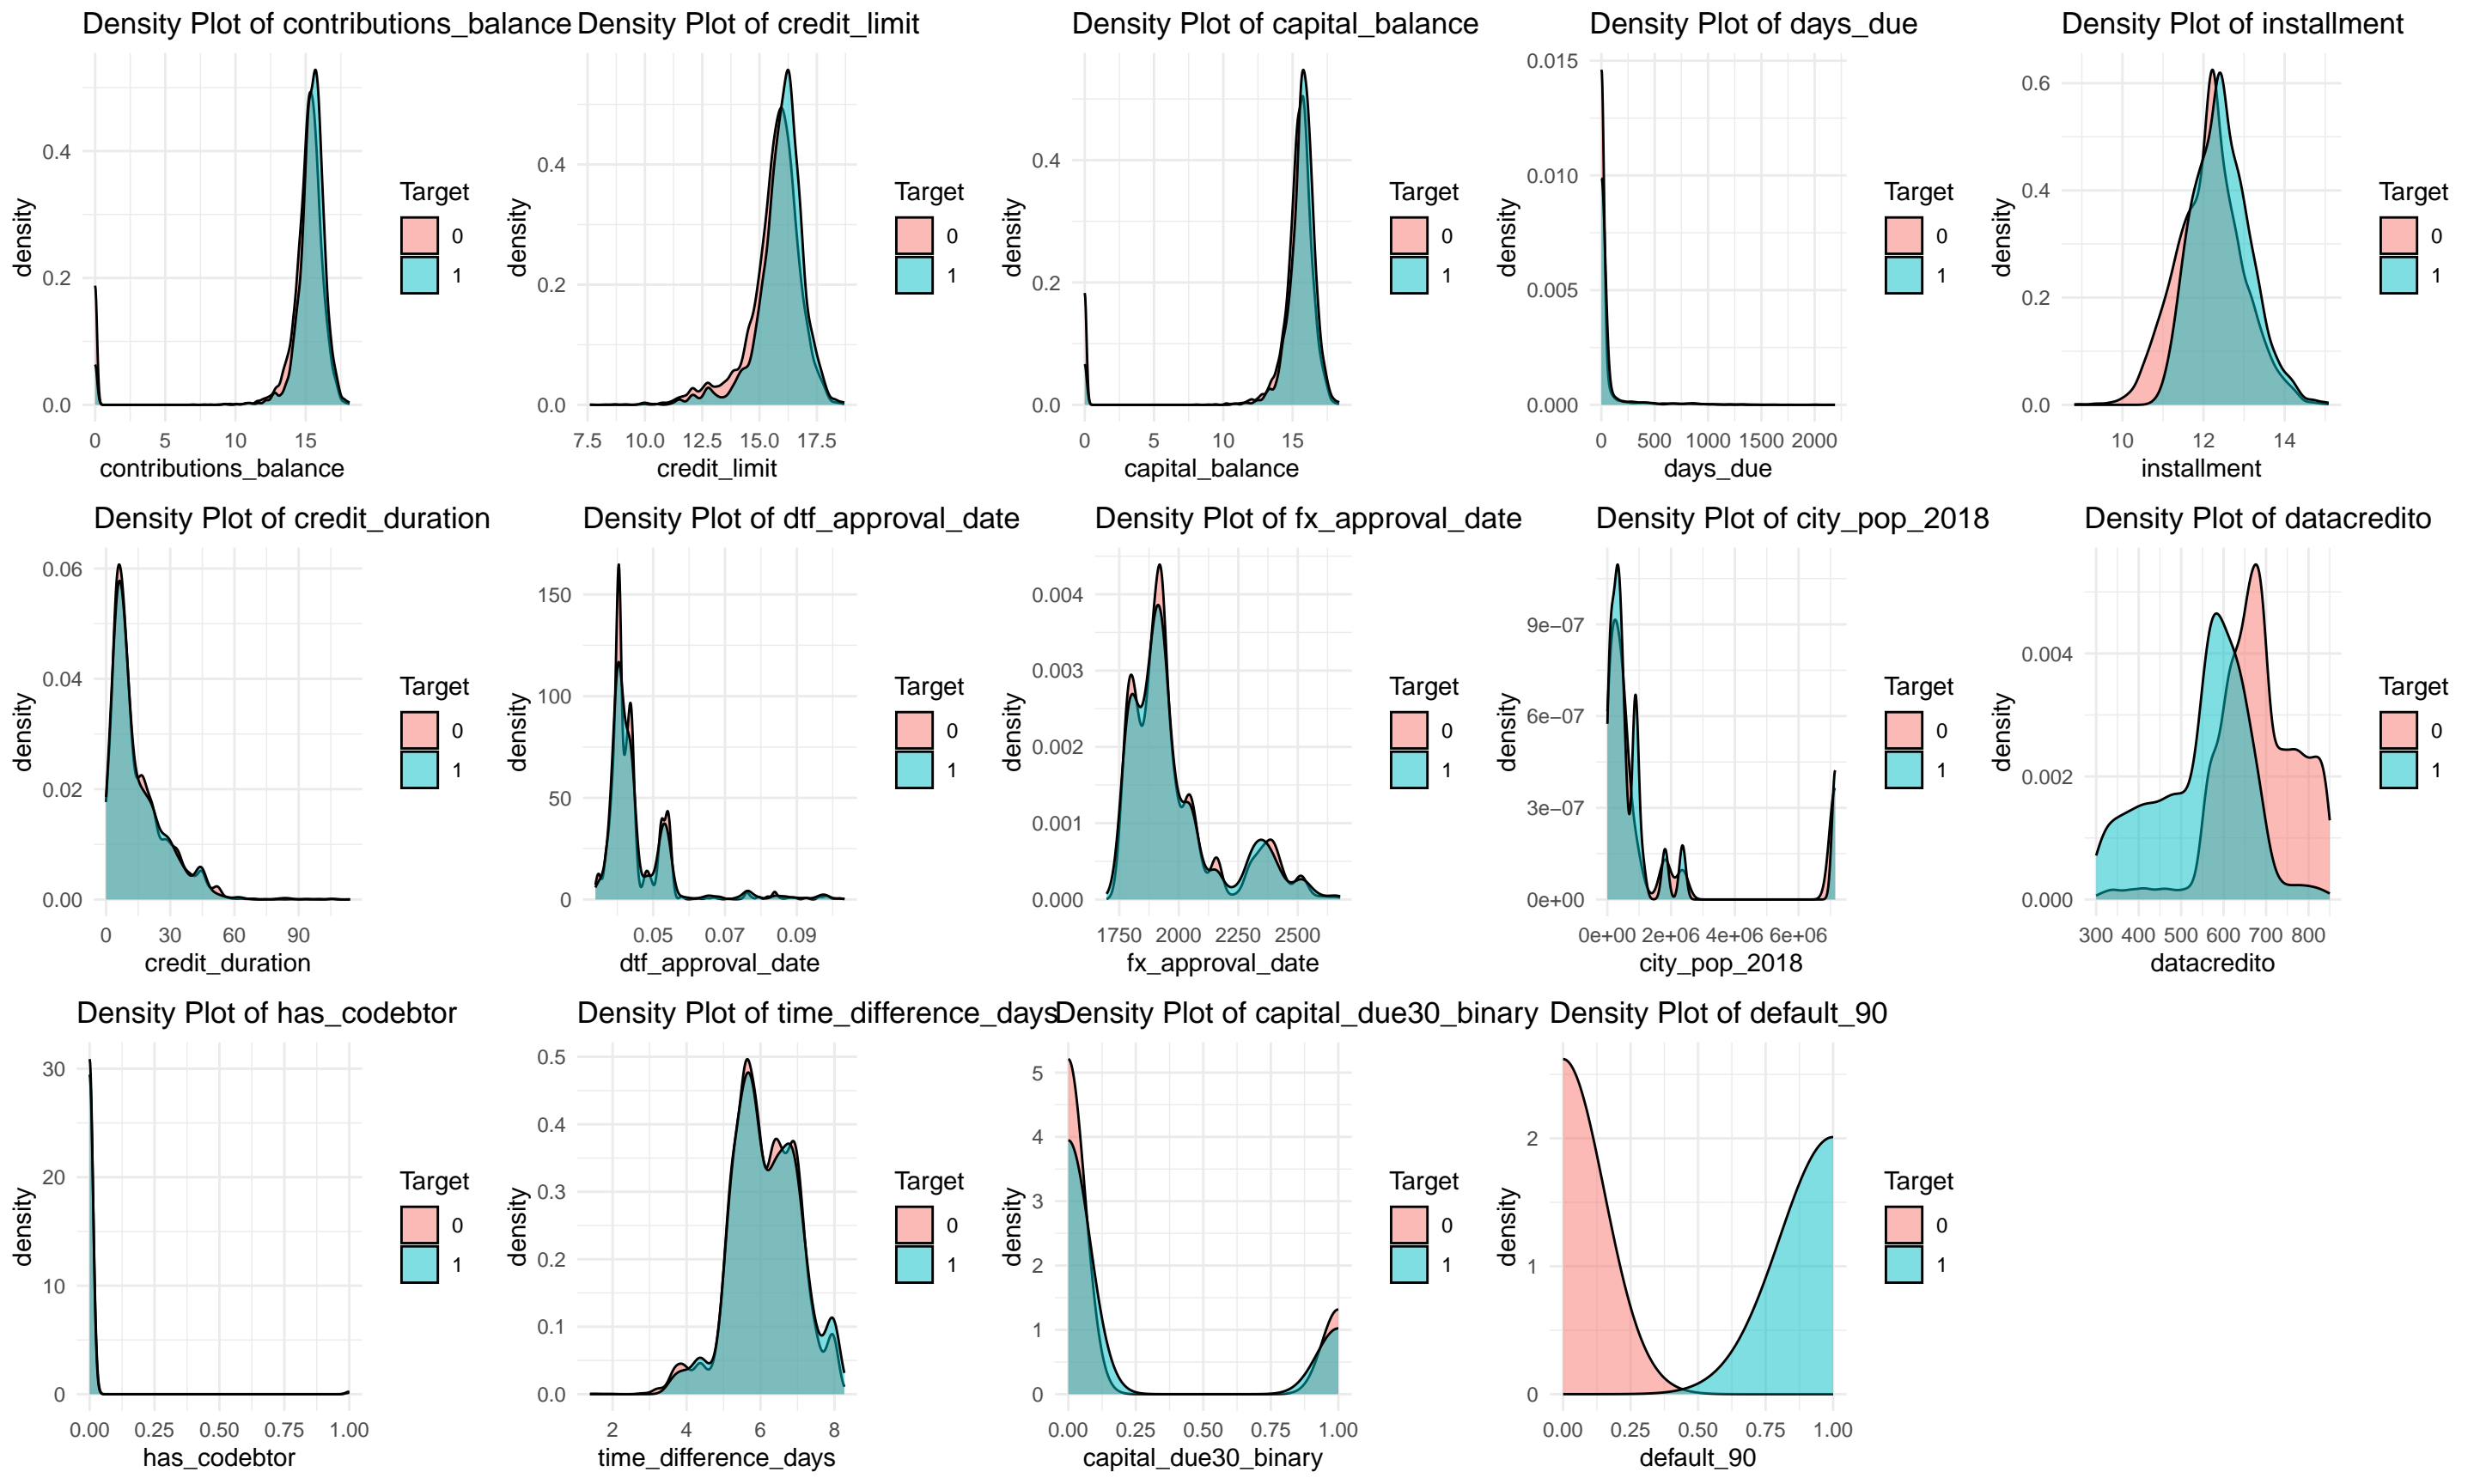 Density Plot of contributions_balance
density
0.4
0.2
0.0
0 5 10 15
contributions_balance
Target
0
1
Density Plot of credit_limit
density
0.4
0.2
0.0
7.5 10.0 12.5 15.0 17.5
credit_limit
Target
0
1
Density Plot of capital_balance
density
0.4
0.2
0.0
0 5 10 15
capital_balance
Target
0
1
Density Plot of days_due
density
0.015
0.010
0.005
0.000
0 500 1000 1500 2000
days_due
Target
0
1
Density Plot of installment
density
0.6
0.4
0.2
0.0
10 12 14
installment
Target
0
1
Density Plot of credit_duration
density
0.06
0.04
0.02
0.00
0 30 60 90
credit_duration
Target
0
1
Density Plot of dtf_approval_date
density
150
100
50
0
0.05 0.07 0.09
dtf_approval_date
Target
0
1
Density Plot of fx_approval_date
density
0.004
0.003
0.002
0.001
0.000
1750 2000 2250 2500
fx_approval_date
Target
0
1
Density Plot of city_pop_2018
density
9e−07
6e−07
3e−07
0e+00
0e+00 2e+06 4e+06 6e+06
city_pop_2018
Target
0
1
Density Plot of datacredito
density
0.004
0.002
0.000
300 400 500 600 700 800
datacredito
Target
0
1
Density Plot of has_codebtor
density
30
20
10
0
0.00 0.25 0.50 0.75 1.00
has_codebtor
Target
0
1
Density Plot of time_difference_days
density
0.5
0.4
0.3
0.2
0.1
0.0
2 4 6 8
time_difference_days
Target
0
1
Density Plot of capital_due30_binary
density
5
4
3
2
1
0
0.00 0.25 0.50 0.75 1.00
capital_due30_binary
Target
0
1
Density Plot of default_90
density
2
1
0
0.00 0.25 0.50 0.75 1.00
default_90
Target
0
1